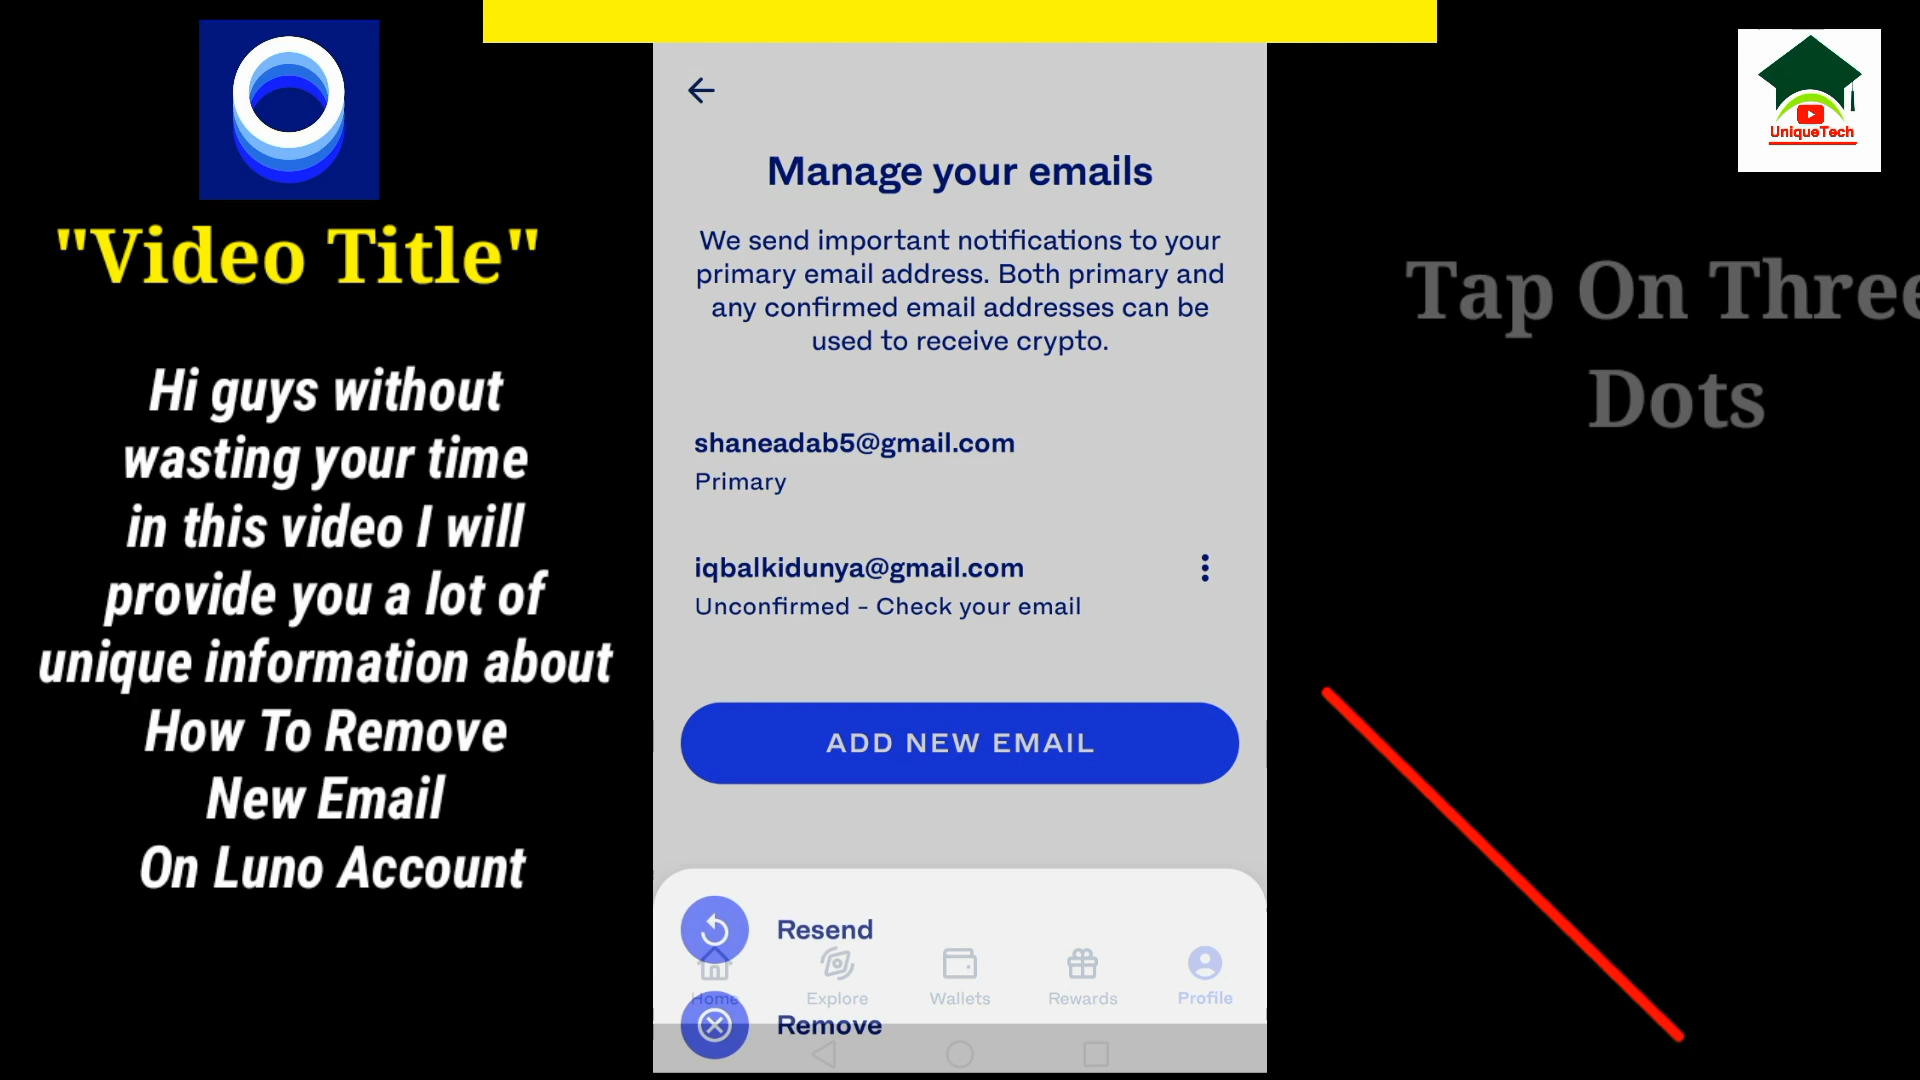 "Video Title"
Hi guys without
wasting your time
in this video I will
provide you a lot of
unique information about
How To Remove
New Email
On Luno Account
Manage your emails
We send important notifications to your
primary email address. Both primary and
any confirmed email addresses can be
used to receive crypto.
shaneadab5@gmail.com
Primary
iqbalkidunya@gmail.com
Unconfirmed - Check your email
ADD NEW EMAIL
Resend
Home
Explore
Wallets
Rewards
Profile
Remove
UniqueTech
Tap On Three
Dots